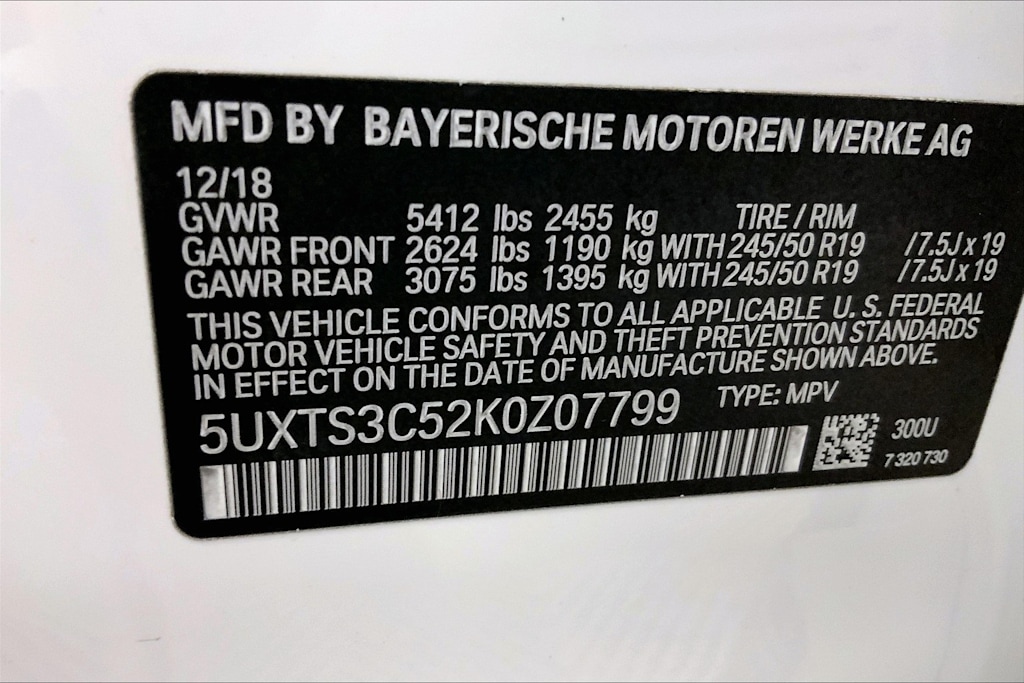 MFD BY BAYERISCHE MOTOREN WERKE AG
12/18
GVWR 5412 lbs 2455 kg TIRE / RIM
GAWR FRONT 2624 lbs 1190 kg WITH 245/50 R19 /7.5J x 19
GAWR REAR 3075 lbs 1395 kg WITH 245/50 R19 /7.5J x 19
THIS VEHICLE CONFORMS TO ALL APPLICABLE U. S. FEDERAL
MOTOR VEHICLE SAFETY AND THEFT PREVENTION STANDARDS
IN EFFECT ON THE DATE OF MANUFACTURE SHOWN ABOVE.
5UXTS3C52K0Z07799 TYPE: MPV
300U
7 320 730